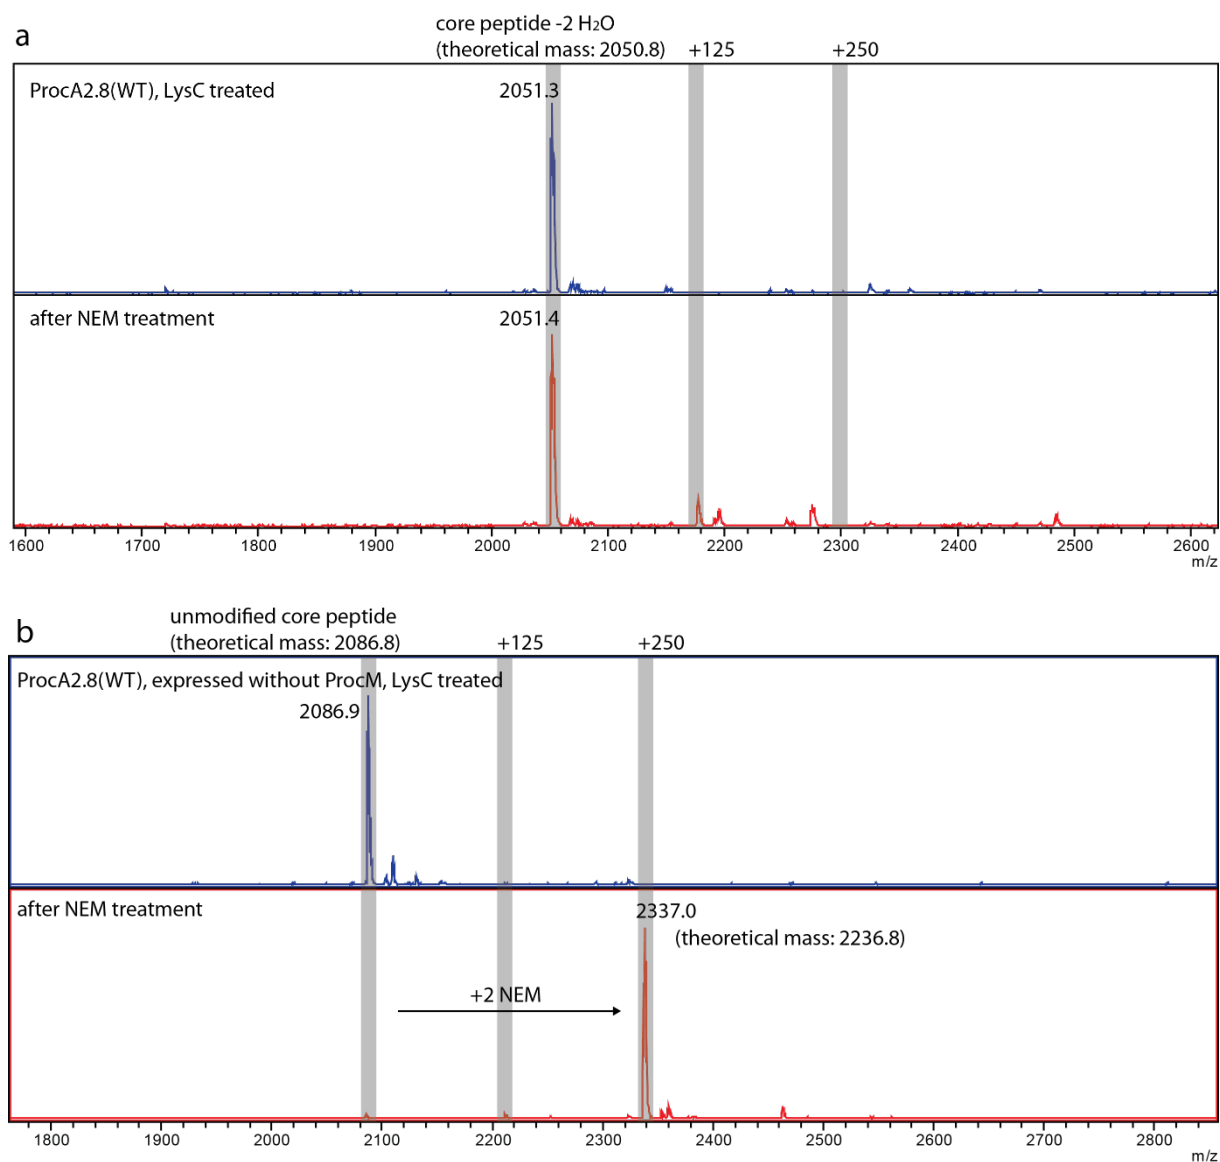 a
core peptide -2 H2O
(theoretical mass: 2050.8) +125 +250
ProcA2.8(WT), LysC treated
2051.3
after NEM treatment
2051.4
1600 1700 1800 1900 2000 2100 2200 2300 2400 2500 2600
m/z
b
unmodified core peptide
(theoretical mass: 2086.8) +125 +250
ProcA2.8(WT), expressed without ProcM, LysC treated
2086.9
after NEM treatment
2337.0
(theoretical mass: 2236.8)
+2 NEM
1800 1900 2000 2100 2200 2300 2400 2500 2600 2700 2800
m/z